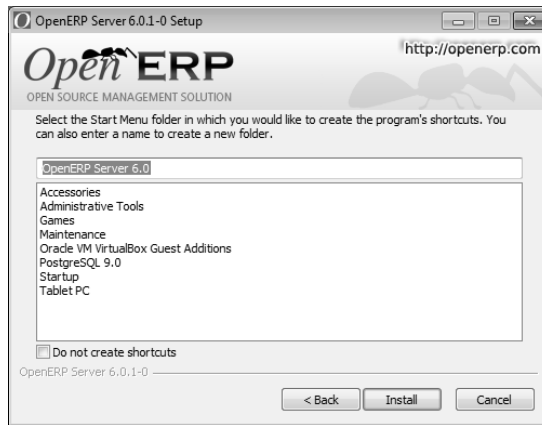 OpenERP Server 6.0.1-0 Setup
http://openerp.com
Open ERP
OPEN SOURCE MANAGEMENT SOLUTION
Select the Start Menu folder in which you would like to create the program's shortcuts. You
can also enter a name to create a new folder.
OpenERP Server 6.0
Accessories
Administrative Tools
Games
Maintenance
Oracle VM VirtualBox Guest Additions
PostgreSQL 9.0
Startup
Tablet PC
Do not create shortcuts
OpenERP Server 6.0.1-0
< Back Install Cancel